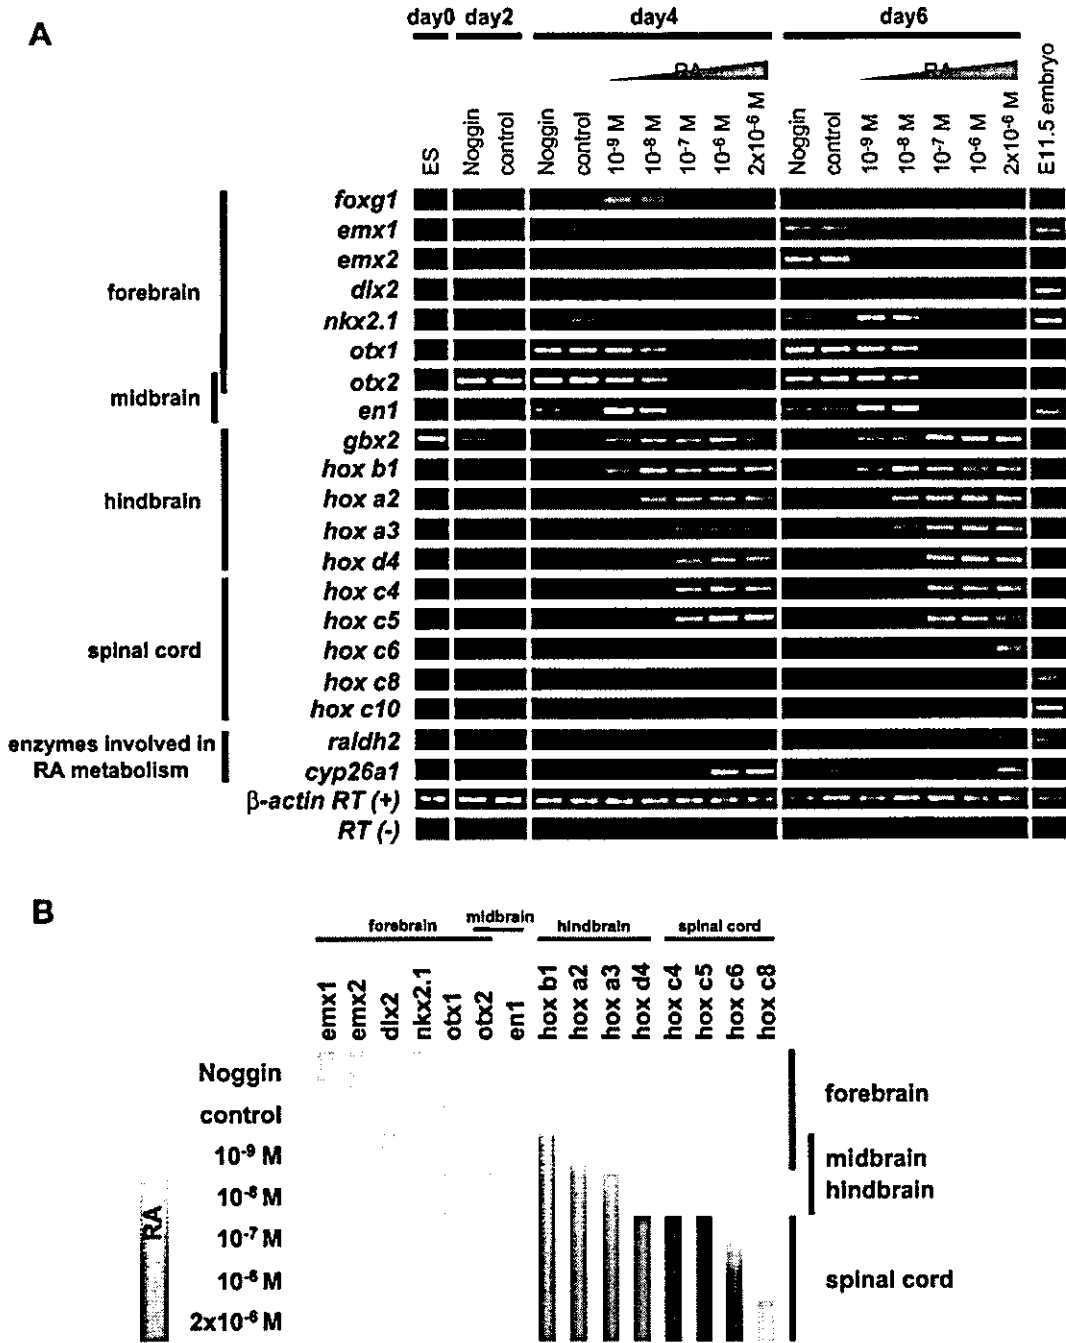 A
day0 day2 day4 day6
RA RA
ES Noggin control Noggin control 10-9 M 10-8 M 10-7 M 10-6 M 2x10-6 M Noggin control 10-9 M 10-8 M 10-7 M 10-6 M 2x10-6 M E11.5 embryo
foxg1
emx1
emx2
forebrain dlx2
nkx2.1
otx1
midbrain otx2
en1
gbx2
hox b1
hindbrain hox a2
hox a3
hox d4
hox c4
hox c5
spinal cord hox c6
hox c8
hox c10
enzymes involved in raldh2
RA metabolism cyp26a1
β-actin RT (+)
RT (-)
B
forebrain midbrain hindbrain spinal cord
emx1 emx2 dlx2 nkx2.1 otx1 otx2 en1 hox b1 hox a2 hox a3 hox d4 hox c4 hox c5 hox c6 hox c8
Noggin
forebrain
control
10-9 M
midbrain
hindbrain
10-8 M
RA
10-7 M
10-6 M
spinal cord
2x10-6 M